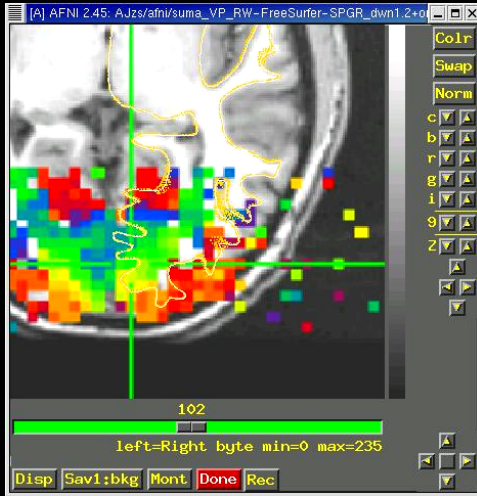 [A] AFNI 2.45: AJzs/afni/suma_VP_RW-FreeSurfer-SPGR_dwn1.2+or
Colr
Swap
Norm
c
b
r
g
i
9
Z
102
left=Right byte min=0 max=235
Disp Sav1:bkg Mont Done Rec